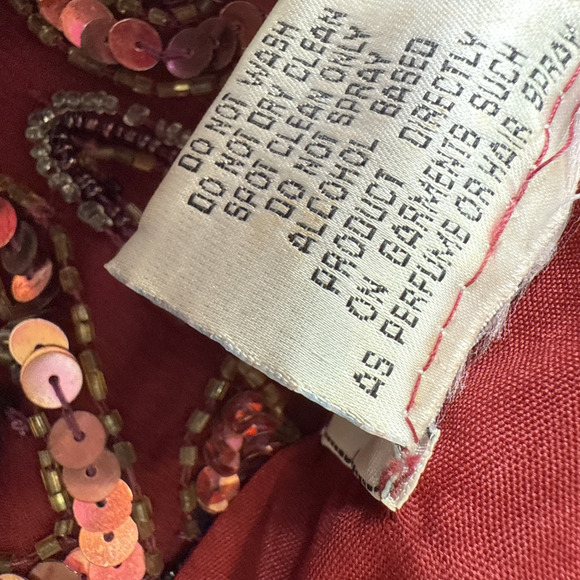 DO NOT WASH
DO NOT DRY CLEAN
SPOT CLEAN ONLY
DO NOT SPRAY
ALCOHOL BASED
PRODUCT DIRECTLY
ON GARMENTS SUCH
AS PERFUME OR HAIR SPRAY